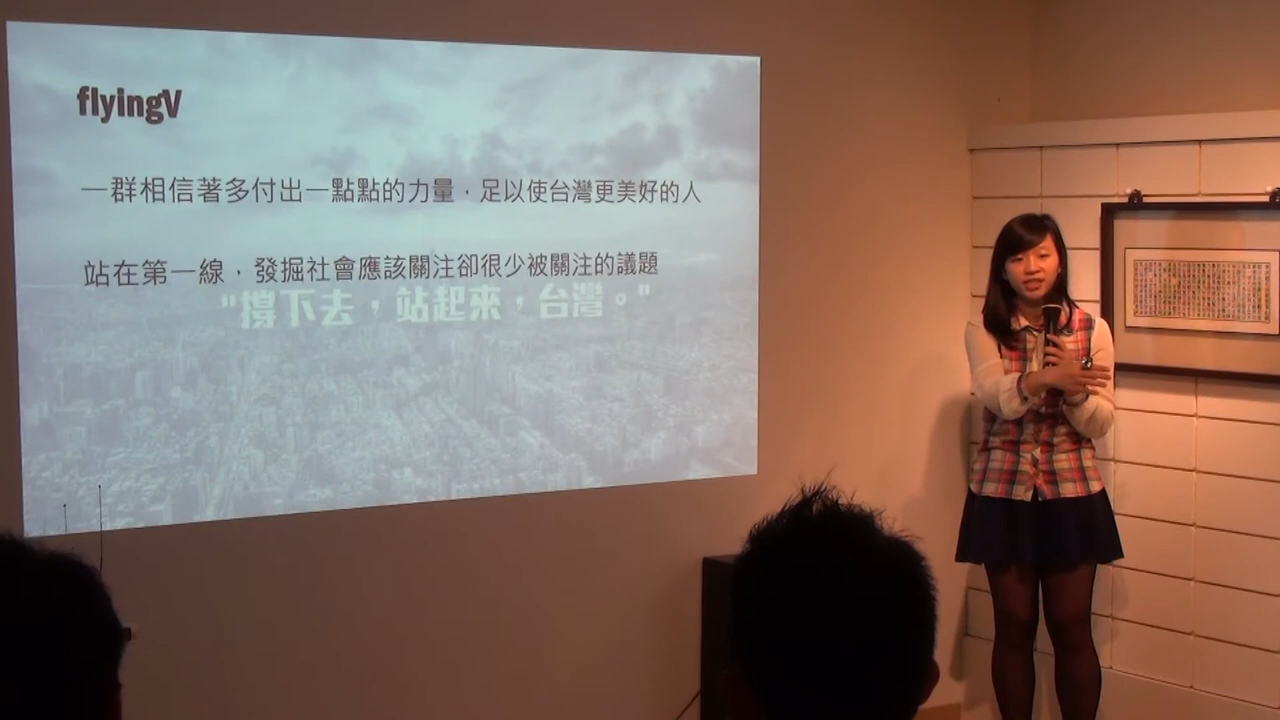 flyingV
一群相信著多付出一點點的力量，足以使台灣更美好的人
站在第一線，發掘社會應該關注卻很少被關注的議題
"撐下去，站起來，台灣。"